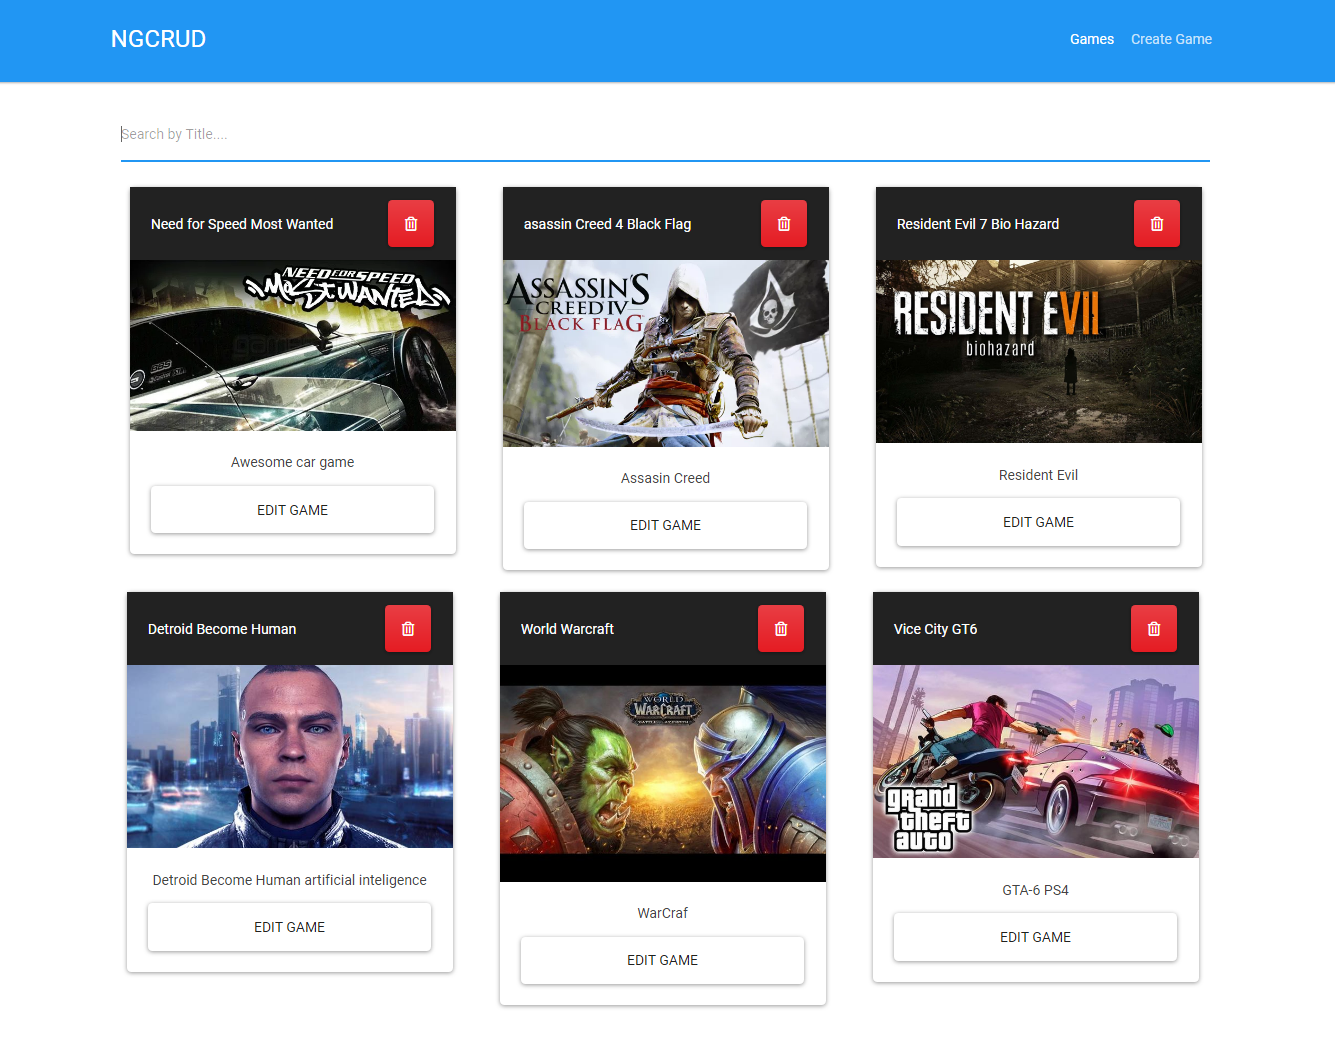 NGCRUD
Games Create Game
Search by Title....
Need for Speed Most Wanted
NEED FOR SPEED
MOST WANTED
Awesome car game
EDIT GAME
asassin Creed 4 Black Flag
ASSASSIN'S
CREED IV
BLACK FLAG
Assasin Creed
EDIT GAME
Resident Evil 7 Bio Hazard
RESIDENT EVII
biohazard
Resident Evil
EDIT GAME
Detroid Become Human
Detroid Become Human artificial inteligence
EDIT GAME
World Warcraft
WORLD
WARCRAFT
WarCraf
EDIT GAME
Vice City GT6
grand
theft
auto
GTA-6 PS4
EDIT GAME